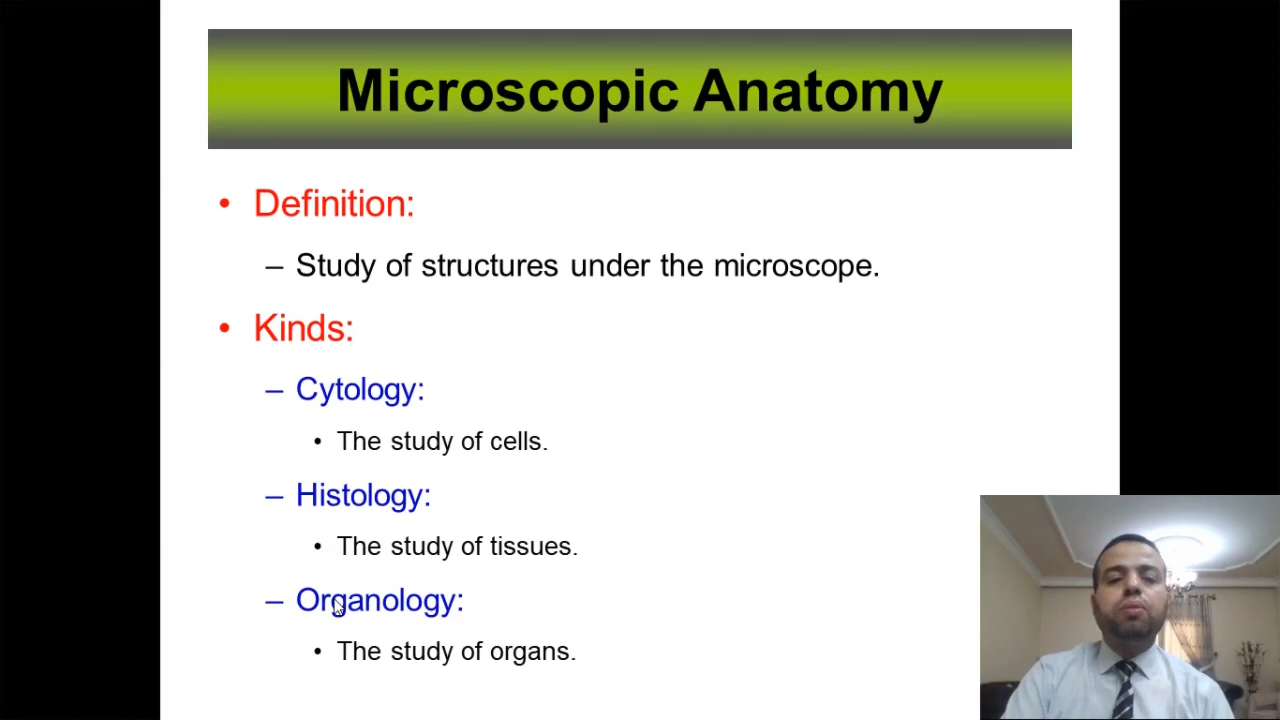 Microscopic Anatomy
• Definition:
– Study of structures under the microscope.
• Kinds:
– Cytology:
• The study of cells.
– Histology:
• The study of tissues.
– Organology:
• The study of organs.